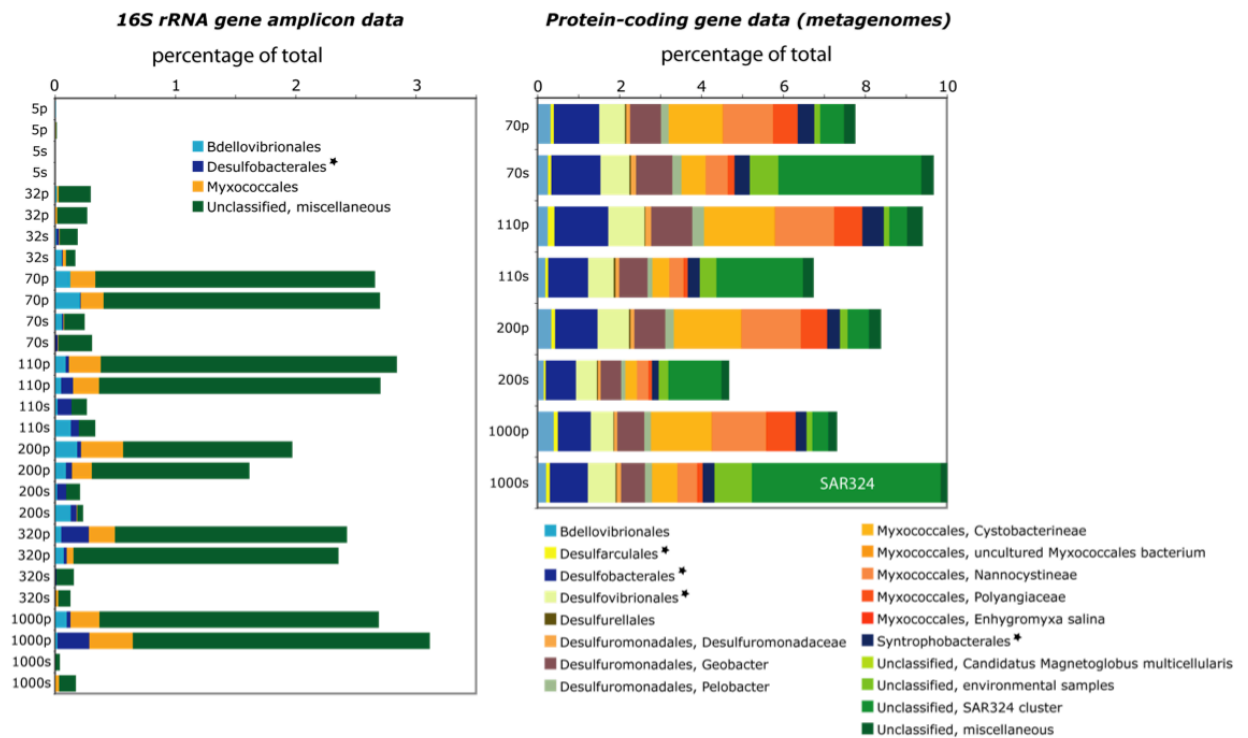 16S rRNA gene amplicon data
percentage of total
0 1 2 3
5p
5p
5s
5s
32p
32p
32s
32s
70p
70p
70s
70s
110p
110p
110s
110s
200p
200p
200s
200s
320p
320p
320s
320s
1000p
1000p
1000s
1000s
Bdellovibrionales
Desulfobacterales ★
Myxococcales
Unclassified, miscellaneous
Protein-coding gene data (metagenomes)
percentage of total
0 2 4 6 8 10
70p
70s
110p
110s
200p
200s
1000p
1000s
SAR324
Bdellovibrionales
Desulfarculales ★
Desulfobacterales ★
Desulfovibrionales ★
Desulfurellales
Desulfuromonadales, Desulfuromonadaceae
Desulfuromonadales, Geobacter
Desulfuromonadales, Pelobacter
Myxococcales, Cystobacterineae
Myxococcales, uncultured Myxococcales bacterium
Myxococcales, Nannocystineae
Myxococcales, Polyangiaceae
Myxococcales, Enhygromyxa salina
Syntrophobacterales ★
Unclassified, Candidatus Magnetoglobus multicellularis
Unclassified, environmental samples
Unclassified, SAR324 cluster
Unclassified, miscellaneous